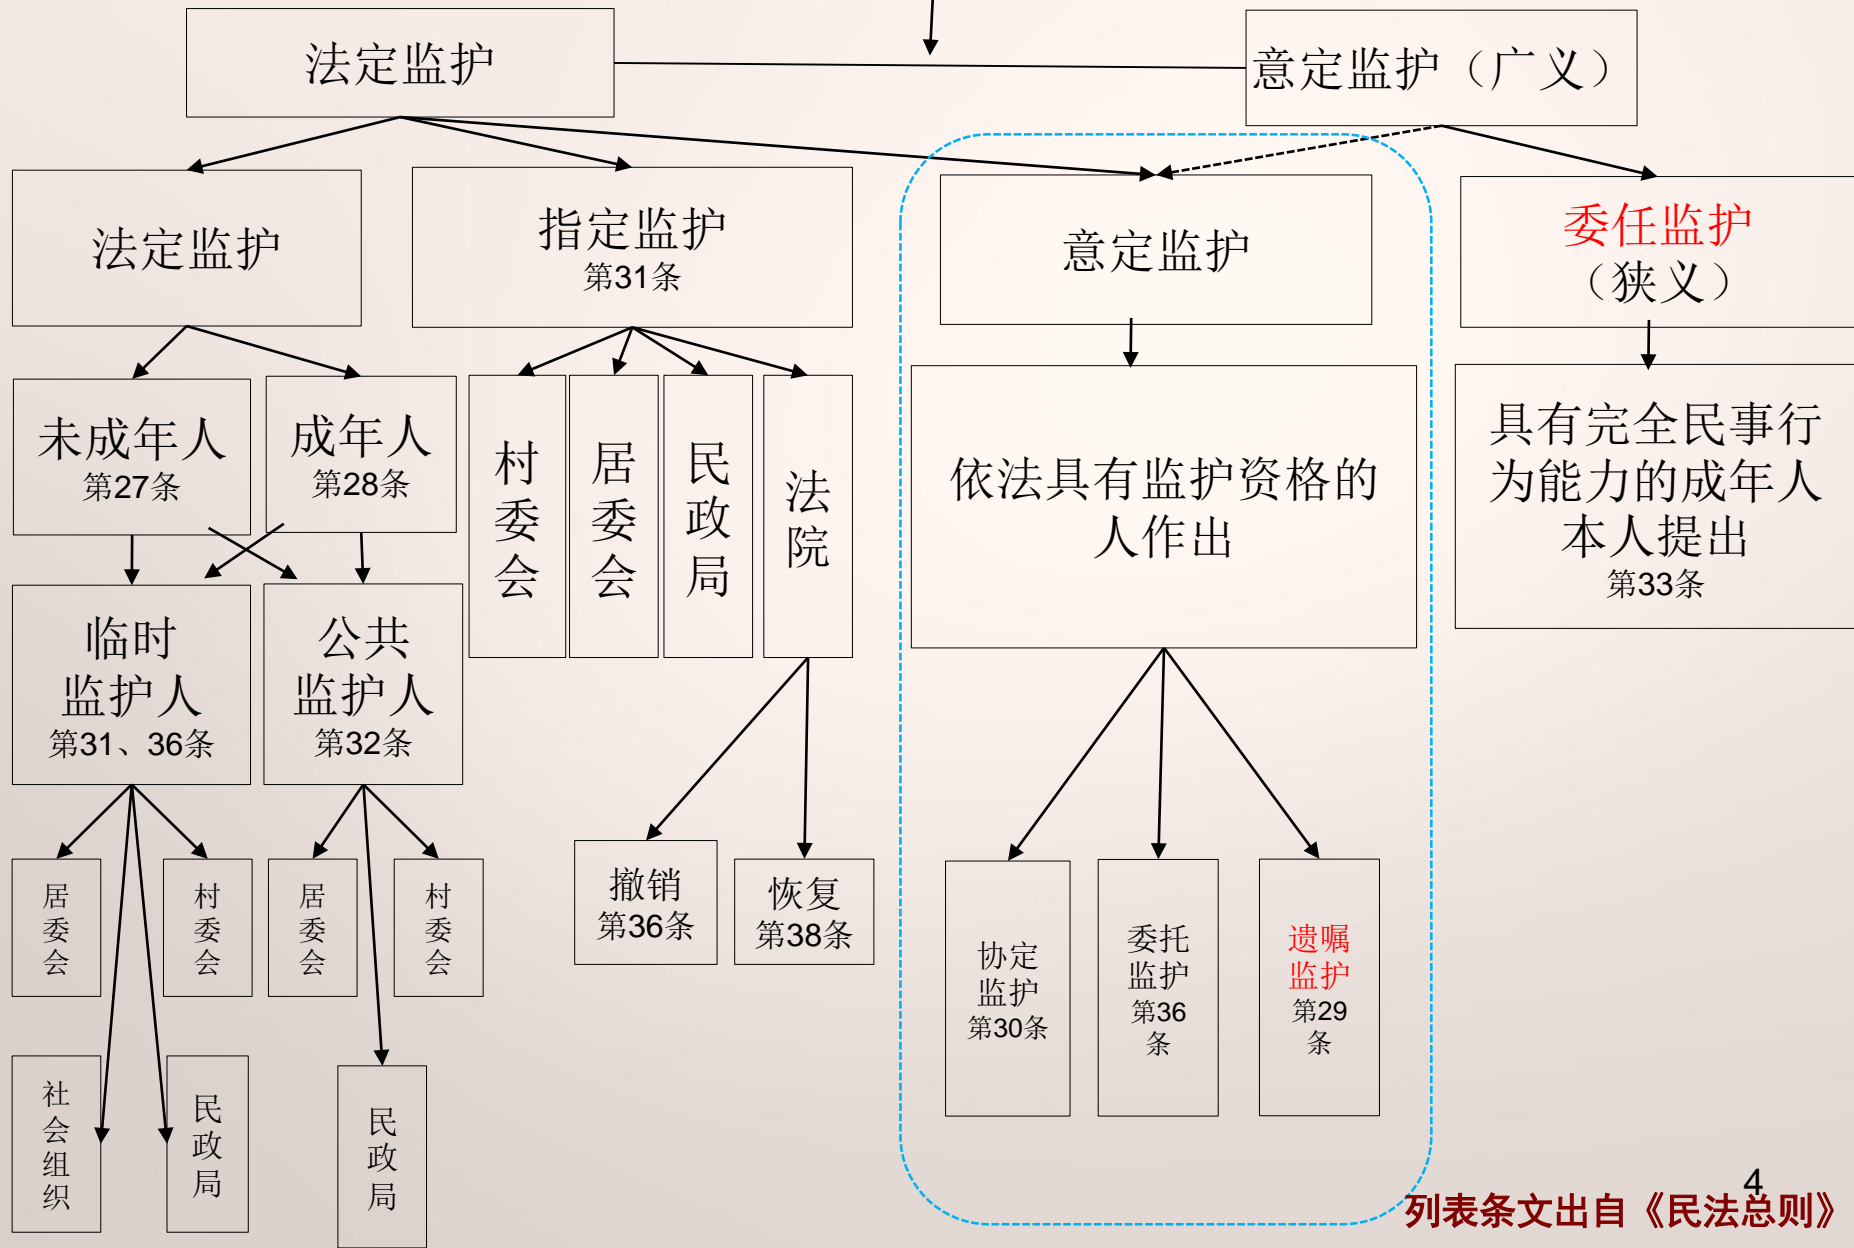 法定监护
意定监护（广义）
法定监护
指定监护
第31条
意定监护
委任监护
（狭义）
未成年人
第27条
成年人
第28条
村
委
会
居
委
会
民
政
局
法
院
依法具有监护资格的
人作出
具有完全民事行
为能力的成年人
本人提出
第33条
临时
监护人
第31、36条
公共
监护人
第32条
居
委
会
村
委
会
居
委
会
村
委
会
撤销
第36条
恢复
第38条
协定
监护
第30条
委托
监护
第36
条
遗嘱
监护
第29
条
社
会
组
织
民
政
局
民
政
局
4
列表条文出自《民法总则》